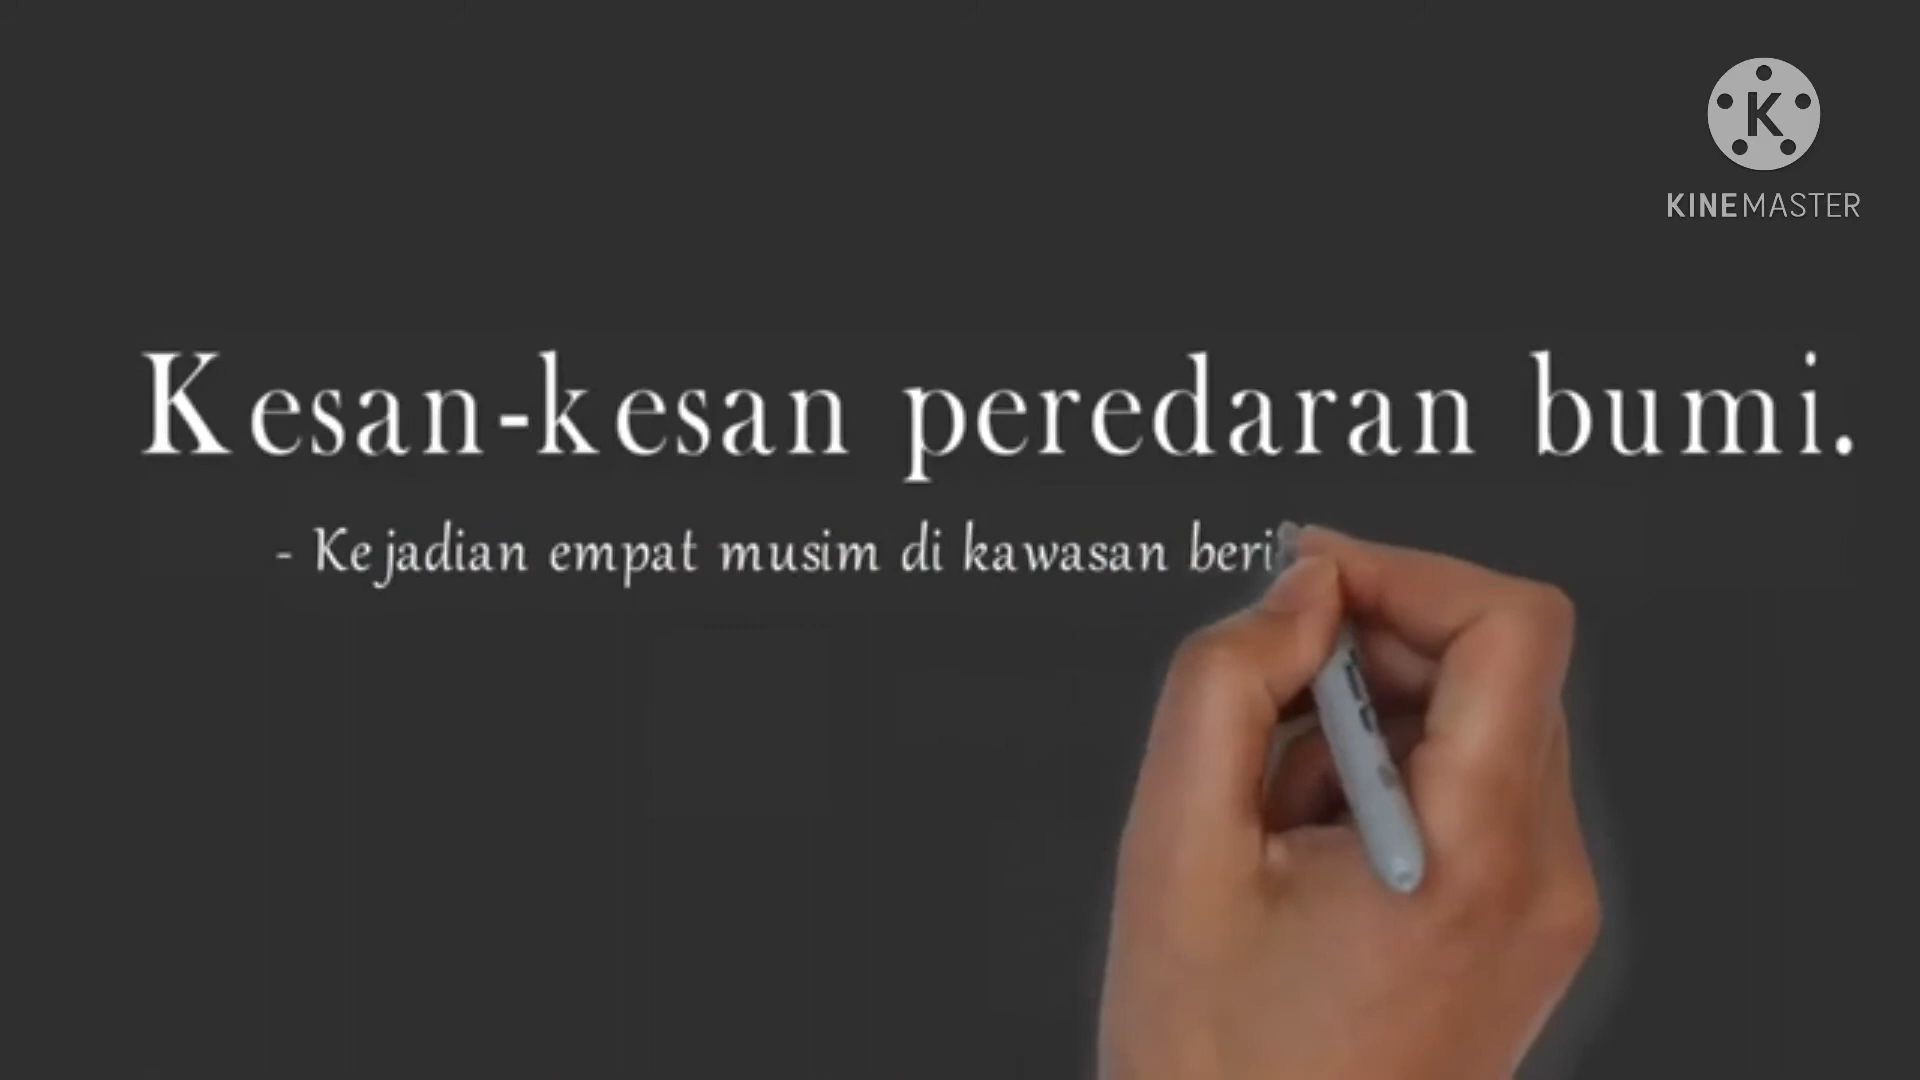 K
KINEMASTER
Kesan-kesan peredaran bumi.
- Kejadian empat musim di kawasan beri